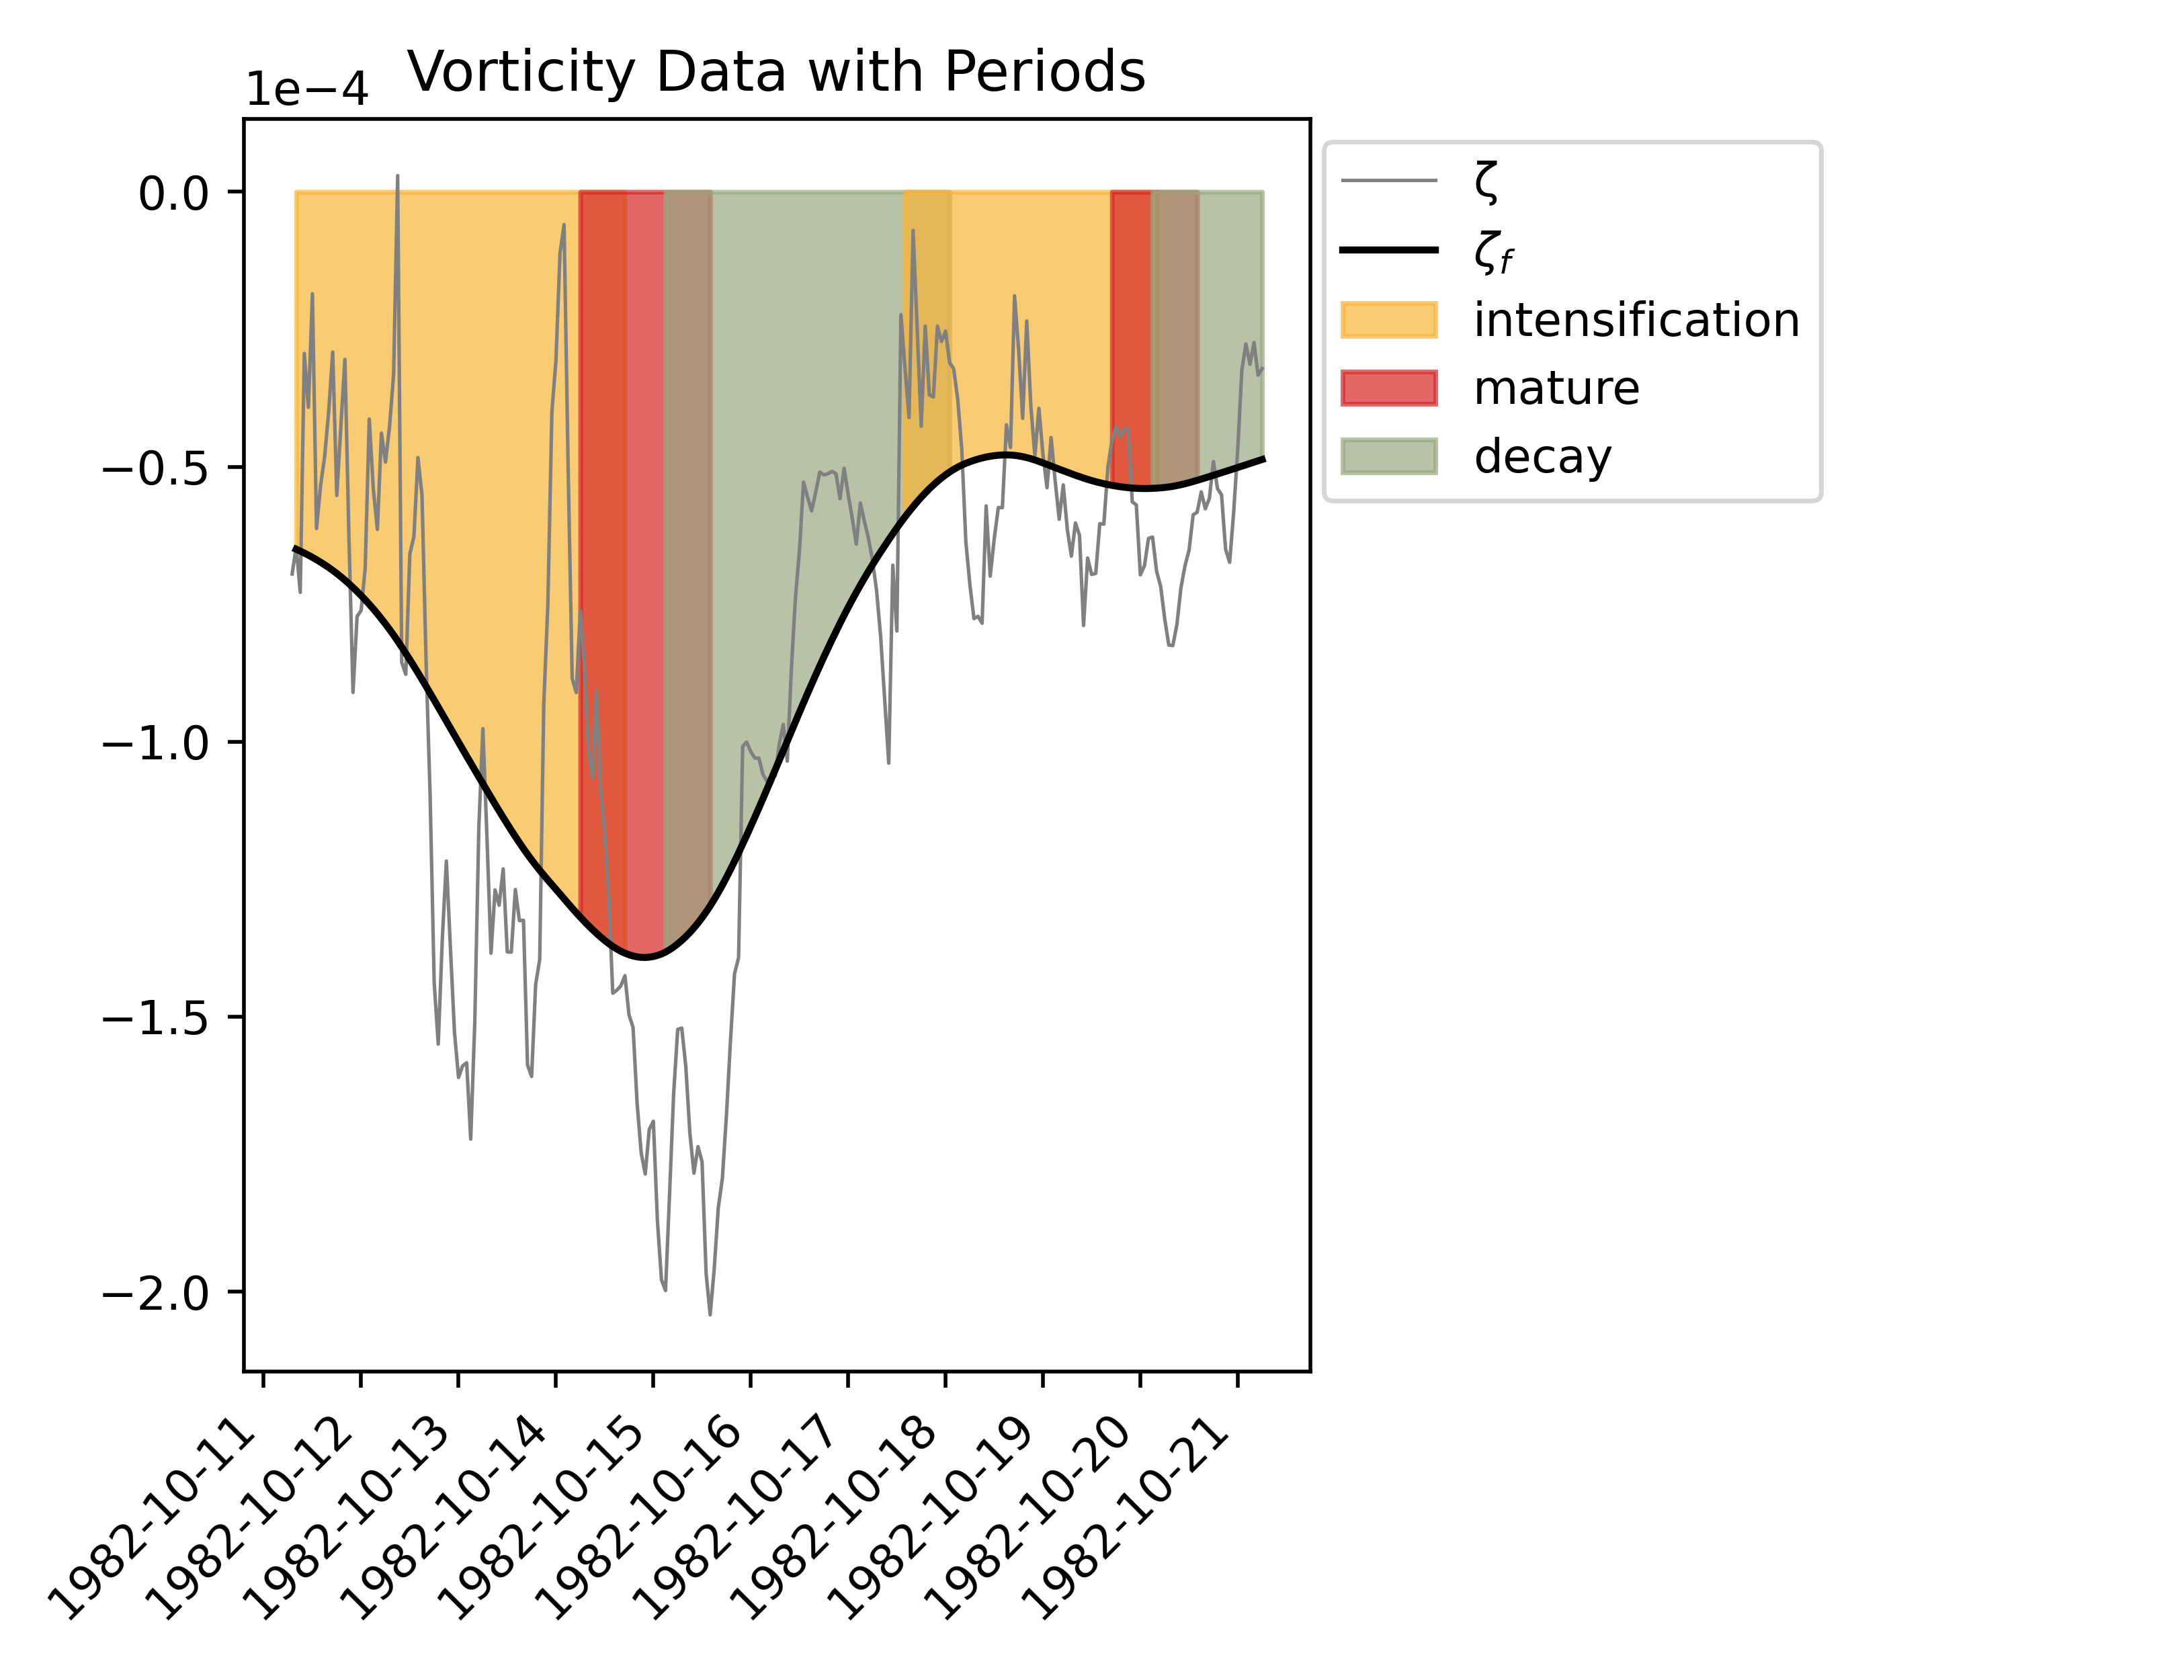 Vorticity Data with Periods
1e−4
0.0
−0.5
−1.0
−1.5
−2.0
1982-10-11
1982-10-12
1982-10-13
1982-10-14
1982-10-15
1982-10-16
1982-10-17
1982-10-18
1982-10-19
1982-10-20
1982-10-21
ζ
ζf
intensification
mature
decay